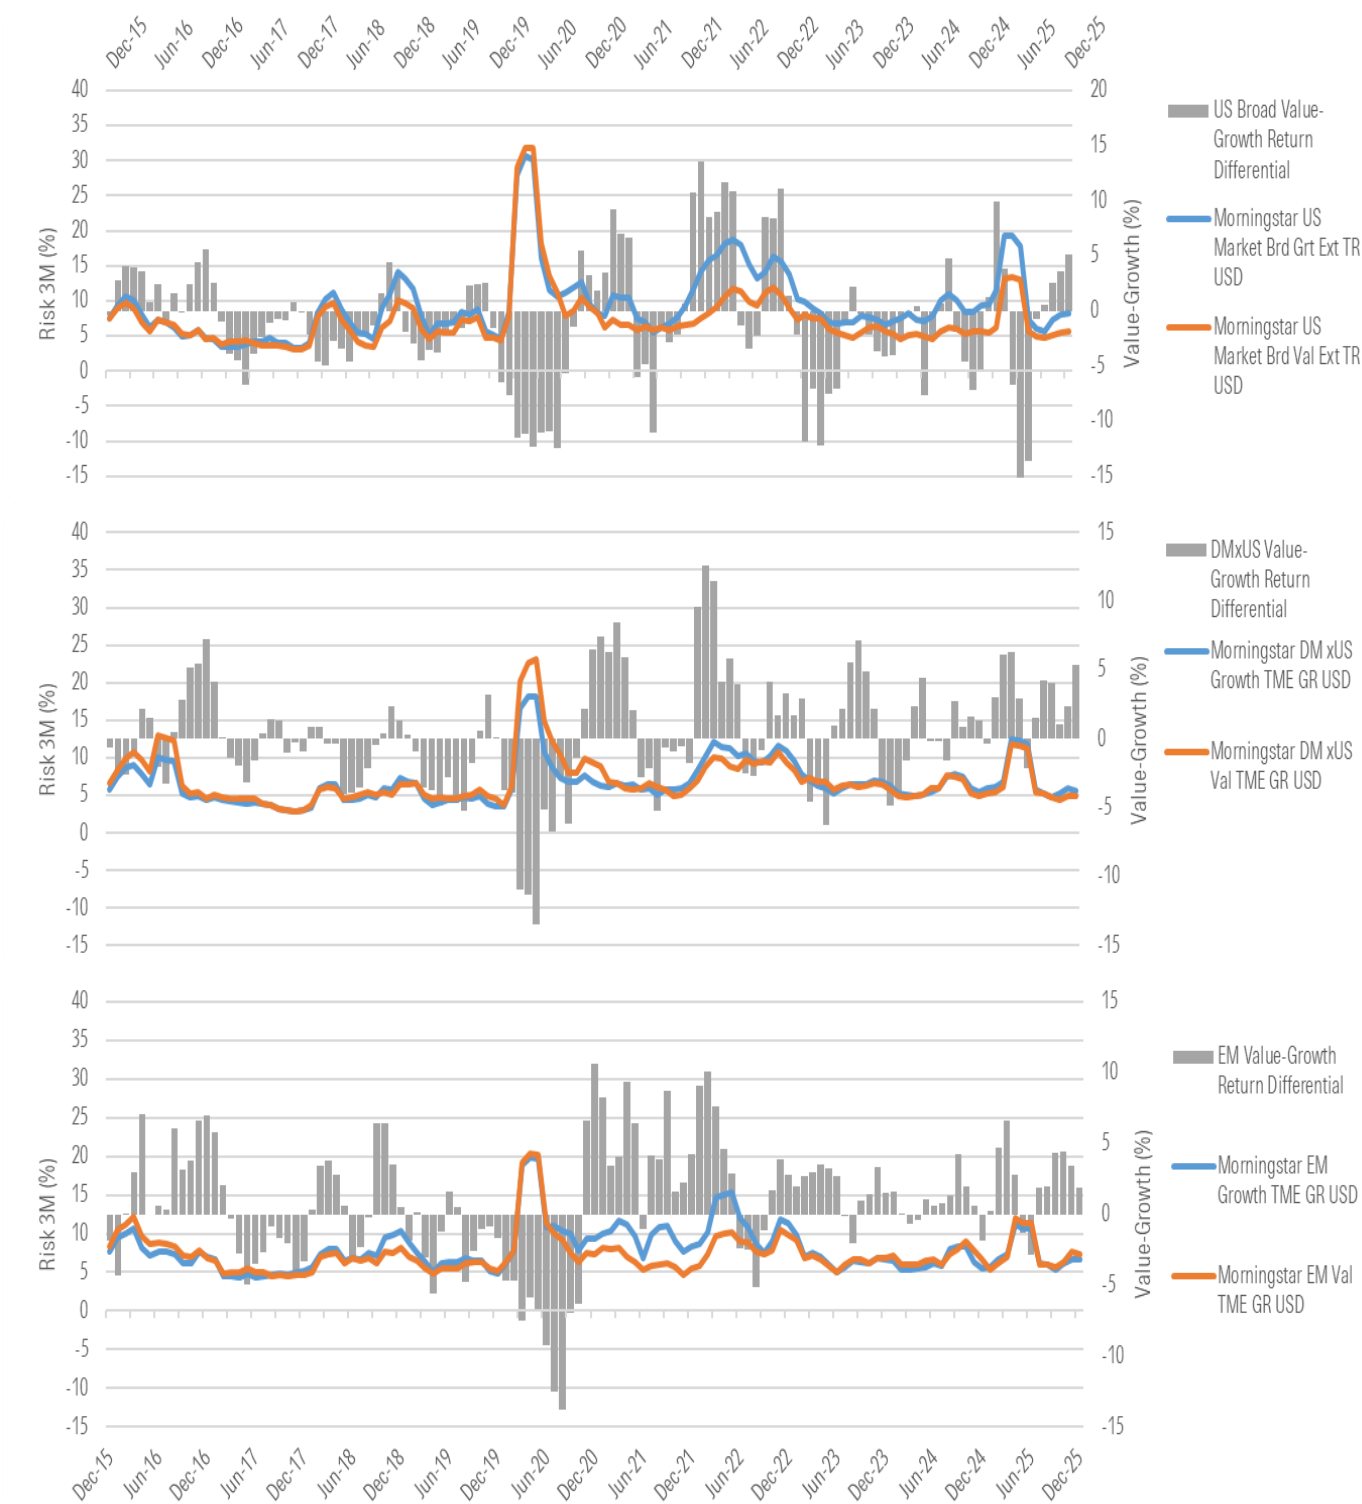 Dec-15 Jun-16 Dec-16 Jun-17 Dec-17 Jun-18 Dec-18 Jun-19 Dec-19 Jun-20 Dec-20 Jun-21 Dec-21 Jun-22 Dec-22 Jun-23 Dec-23 Jun-24 Dec-24 Jun-25 Dec-25
40
35
30
25
20
15
10
5
0
-5
-10
-15
Risk 3M (%)
20
15
10
5
0
-5
-10
-15
Value-Growth (%)
US Broad Value-
Growth Return
Differential
Morningstar US
Market Brd Grt Ext TR
USD
Morningstar US
Market Brd Val Ext TR
USD
40
35
30
25
20
15
10
5
0
-5
-10
-15
Risk 3M (%)
15
10
5
0
-5
-10
-15
Value-Growth (%)
DMxUS Value-
Growth Return
Differential
Morningstar DM xUS
Growth TME GR USD
Morningstar DM xUS
Val TME GR USD
40
35
30
25
20
15
10
5
0
-5
-10
-15
Risk 3M (%)
15
10
5
0
-5
-10
-15
Value-Growth (%)
EM Value-Growth
Return Differential
Morningstar EM
Growth TME GR USD
Morningstar EM Val
TME GR USD
Dec-15 Jun-16 Dec-16 Jun-17 Dec-17 Jun-18 Dec-18 Jun-19 Dec-19 Jun-20 Dec-20 Jun-21 Dec-21 Jun-22 Dec-22 Jun-23 Dec-23 Jun-24 Dec-24 Jun-25 Dec-25